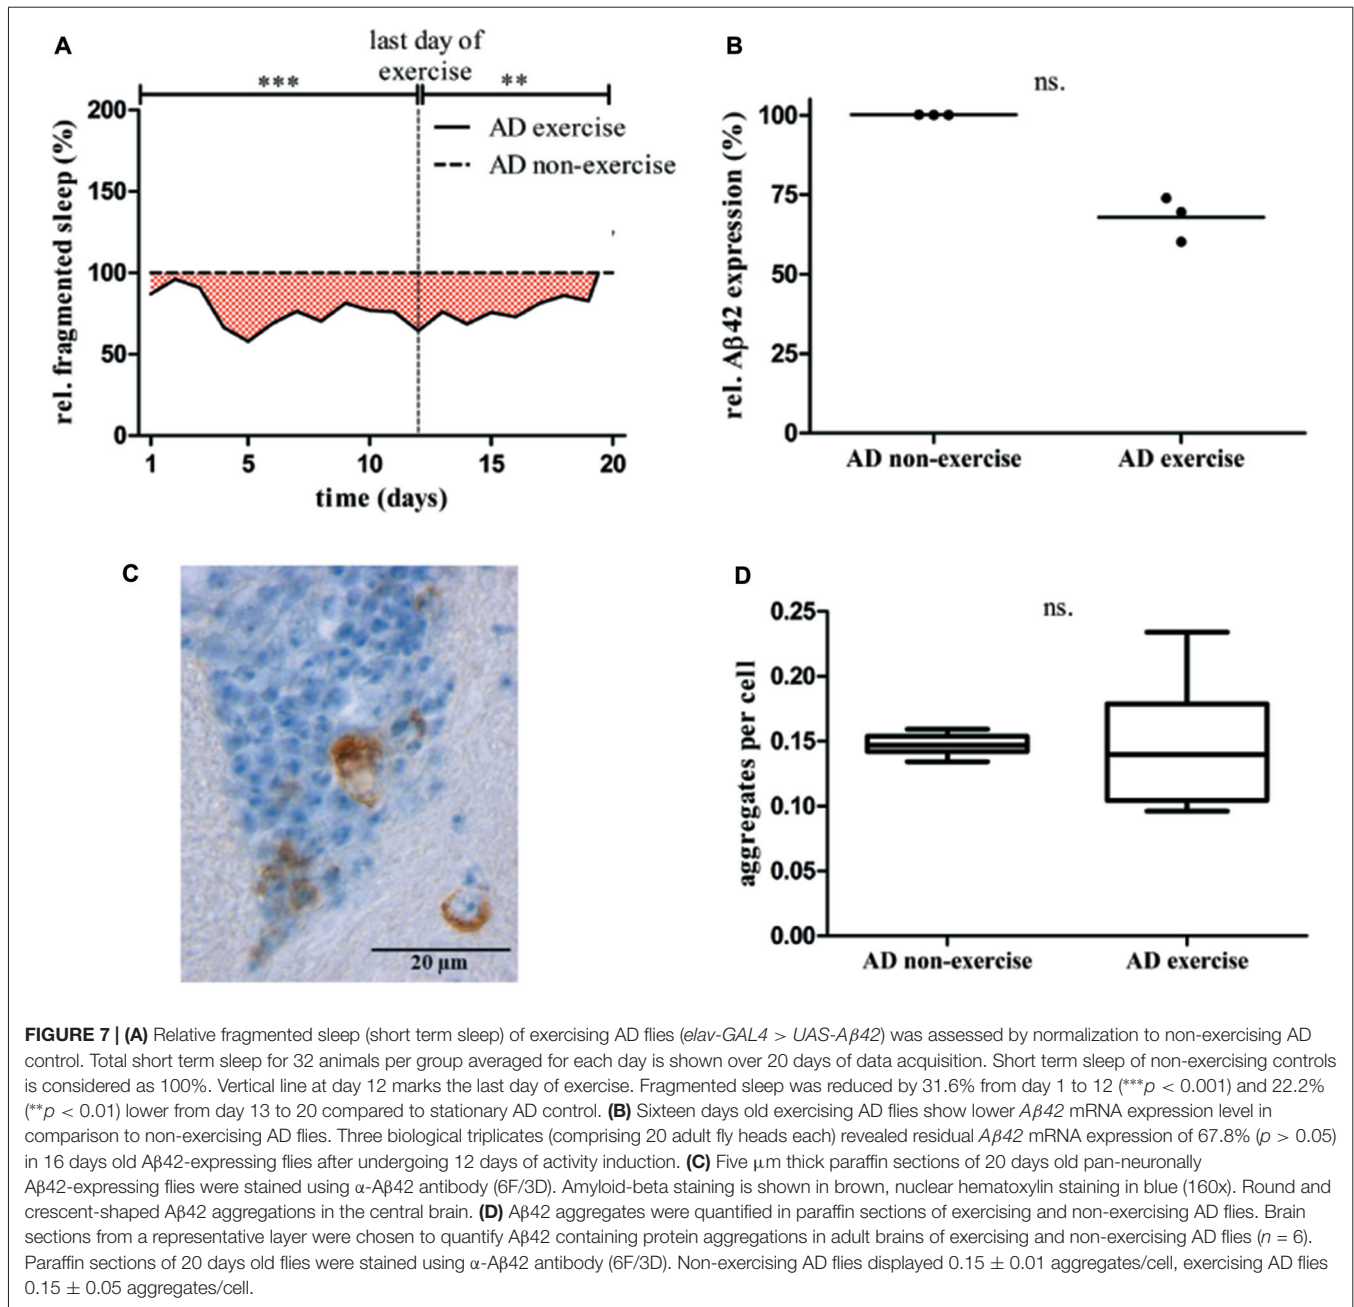 A
last day of
exercise
***
**
200
150
100
50
0
rel. fragmented sleep (%)
AD exercise
AD non-exercise
1
5
10
15
20
time (days)
B
ns.
100
75
50
25
0
rel. Aβ42 expression (%)
AD non-exercise
AD exercise
C
20 µm
D
ns.
0.25
0.20
0.15
0.10
0.05
0.00
aggregates per cell
AD non-exercise
AD exercise
FIGURE 7 | (A) Relative fragmented sleep (short term sleep) of exercising AD flies (elav-GAL4 > UAS-Aβ42) was assessed by normalization to non-exercising AD
control. Total short term sleep for 32 animals per group averaged for each day is shown over 20 days of data acquisition. Short term sleep of non-exercising controls
is considered as 100%. Vertical line at day 12 marks the last day of exercise. Fragmented sleep was reduced by 31.6% from day 1 to 12 (***p < 0.001) and 22.2%
(**p < 0.01) lower from day 13 to 20 compared to stationary AD control. (B) Sixteen days old exercising AD flies show lower Aβ42 mRNA expression level in
comparison to non-exercising AD flies. Three biological triplicates (comprising 20 adult fly heads each) revealed residual Aβ42 mRNA expression of 67.8% (p > 0.05)
in 16 days old Aβ42-expressing flies after undergoing 12 days of activity induction. (C) Five µm thick paraffin sections of 20 days old pan-neuronally
Aβ42-expressing flies were stained using α-Aβ42 antibody (6F/3D). Amyloid-beta staining is shown in brown, nuclear hematoxylin staining in blue (160x). Round and
crescent-shaped Aβ42 aggregations in the central brain. (D) Aβ42 aggregates were quantified in paraffin sections of exercising and non-exercising AD flies. Brain
sections from a representative layer were chosen to quantify Aβ42 containing protein aggregations in adult brains of exercising and non-exercising AD flies (n = 6).
Paraffin sections of 20 days old flies were stained using α-Aβ42 antibody (6F/3D). Non-exercising AD flies displayed 0.15 ± 0.01 aggregates/cell, exercising AD flies
0.15 ± 0.05 aggregates/cell.